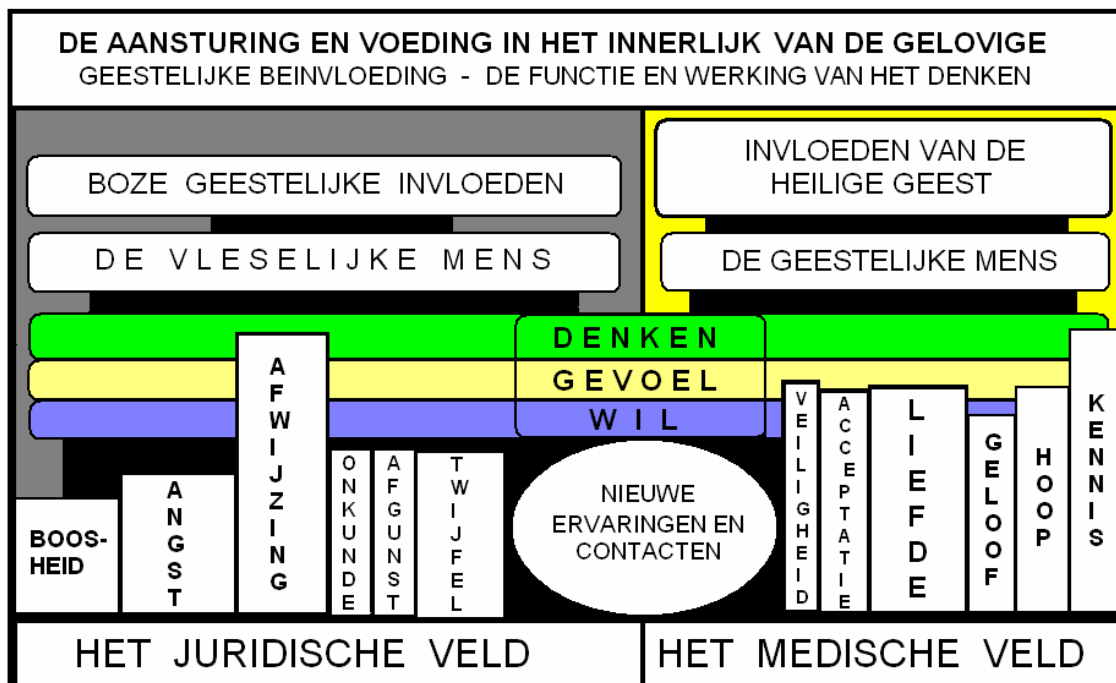 DE AANSTURING EN VOEDING IN HET INNERLIJK VAN DE GELOVIGE
GEESTELIJKE BEINVLOEDING - DE FUNCTIE EN WERKING VAN HET DENKEN
BOZE GEESTELIJKE INVLOEDEN
DE VLESELIJKE MENS
INVLOEDEN VAN DE
HEILIGE GEEST
DE GEESTELIJKE MENS
DENKEN
GEVOEL
WIL
BOOS-
HEID
ANGST
AFWIJZING
ONKUNDE
AFGUNST
TWIJFEL
NIEUWE
ERVARINGEN EN
CONTACTEN
VEILIGHEID
ACCEPTATIE
LIEFDE
GELOOF
HOOP
KENNIS
HET JURIDISCHE VELD
HET MEDISCHE VELD